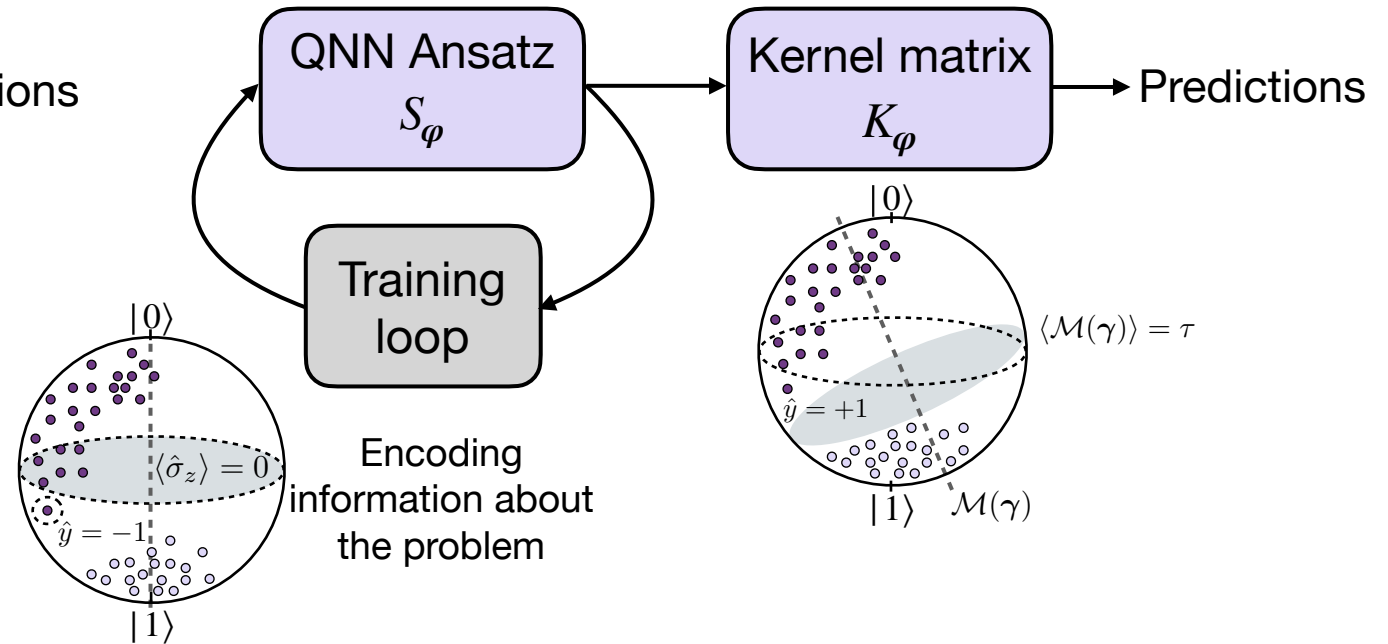 QNN Ansatz
S_φ
Kernel matrix
K_φ
ions
Predictions
Training
loop
|0⟩
⟨σ̂_z⟩ = 0
ŷ = −1
|1⟩
Encoding
information about
the problem
|0⟩
⟨ℳ(γ)⟩ = τ
ŷ = +1
|1⟩
ℳ(γ)